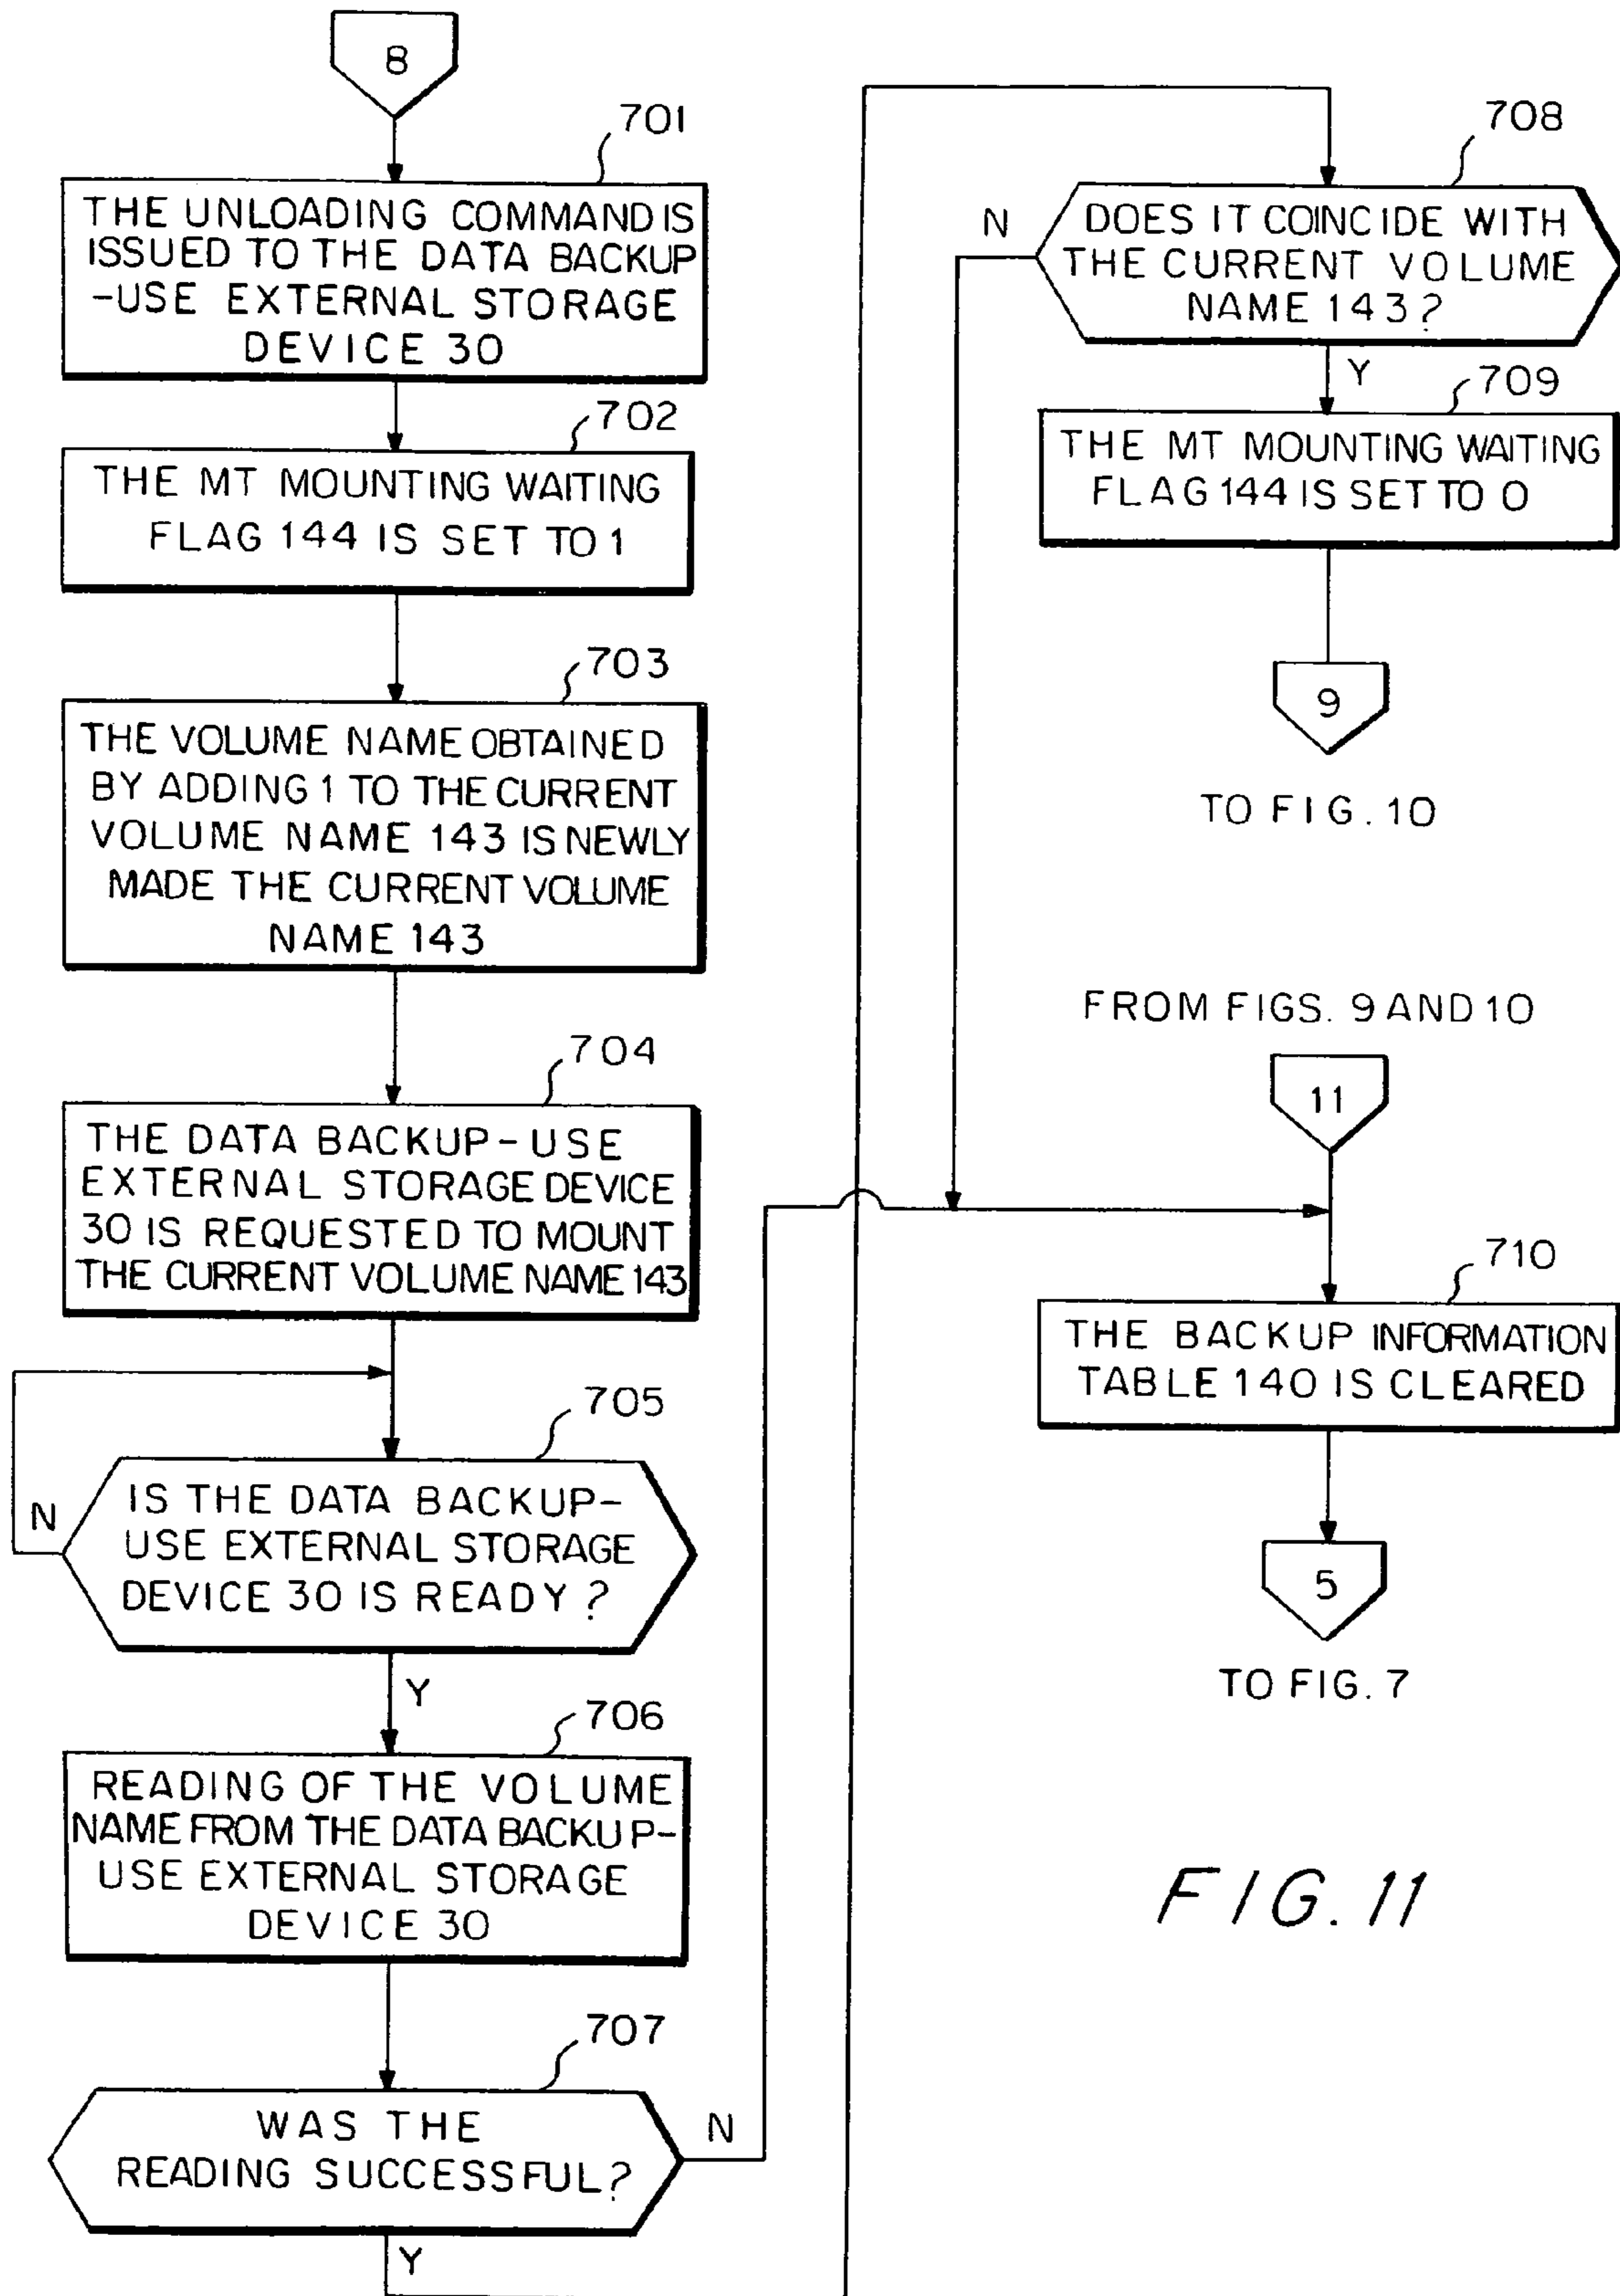 8
701
THE UNLOADING COMMAND IS
ISSUED TO THE DATA BACKUP
-USE EXTERNAL STORAGE
DEVICE 30
702
THE MT MOUNTING WAITING
FLAG 144 IS SET TO 1
703
THE VOLUME NAME OBTAINED
BY ADDING 1 TO THE CURRENT
VOLUME NAME 143 IS NEWLY
MADE THE CURRENT VOLUME
NAME 143
704
THE DATA BACKUP-USE
EXTERNAL STORAGE DEVICE
30 IS REQUESTED TO MOUNT
THE CURRENT VOLUME NAME 143
705
N
IS THE DATA BACKUP-
USE EXTERNAL STORAGE
DEVICE 30 IS READY?
Y
706
READING OF THE VOLUME
NAME FROM THE DATA BACKUP-
USE EXTERNAL STORAGE
DEVICE 30
707
WAS THE
READING SUCCESSFUL?
N
Y
708
N
DOES IT COINCIDE WITH
THE CURRENT VOLUME
NAME 143?
Y
709
THE MT MOUNTING WAITING
FLAG 144 IS SET TO 0
9
TO FIG. 10
FROM FIGS. 9 AND 10
11
710
THE BACKUP INFORMATION
TABLE 140 IS CLEARED
5
TO FIG. 7
FIG. 11